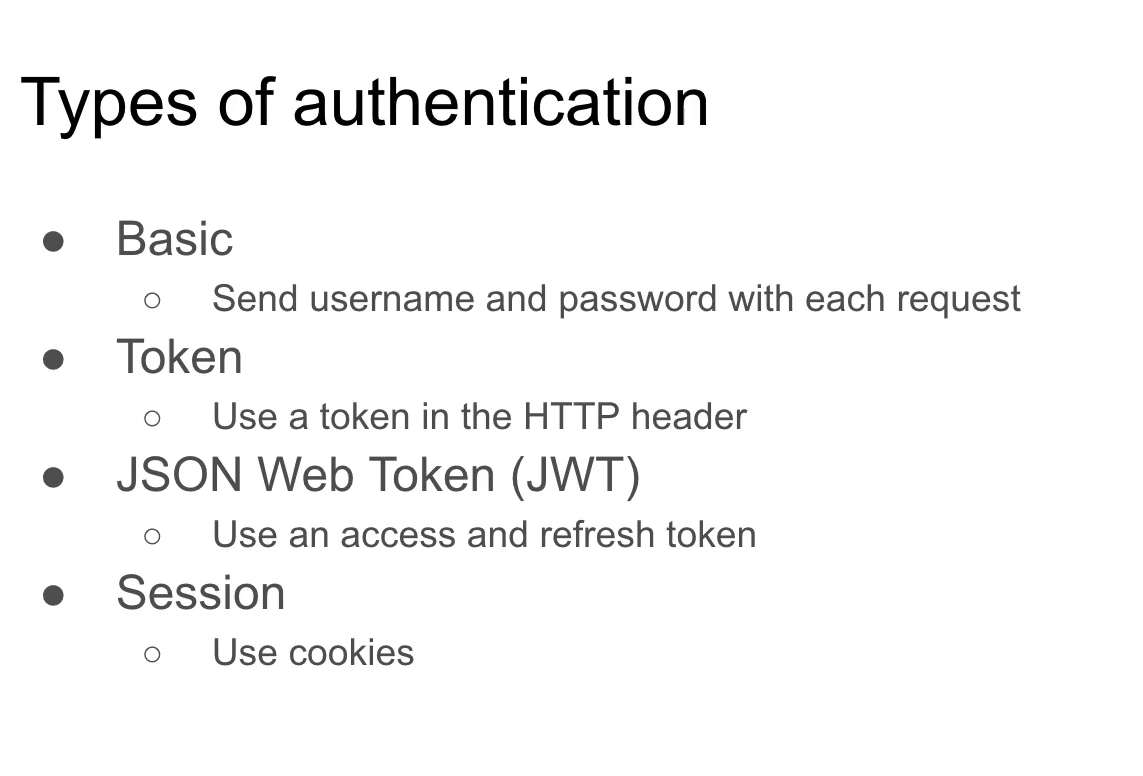 Types of authentication
● Basic
○ Send username and password with each request
● Token
○ Use a token in the HTTP header
● JSON Web Token (JWT)
○ Use an access and refresh token
● Session
○ Use cookies